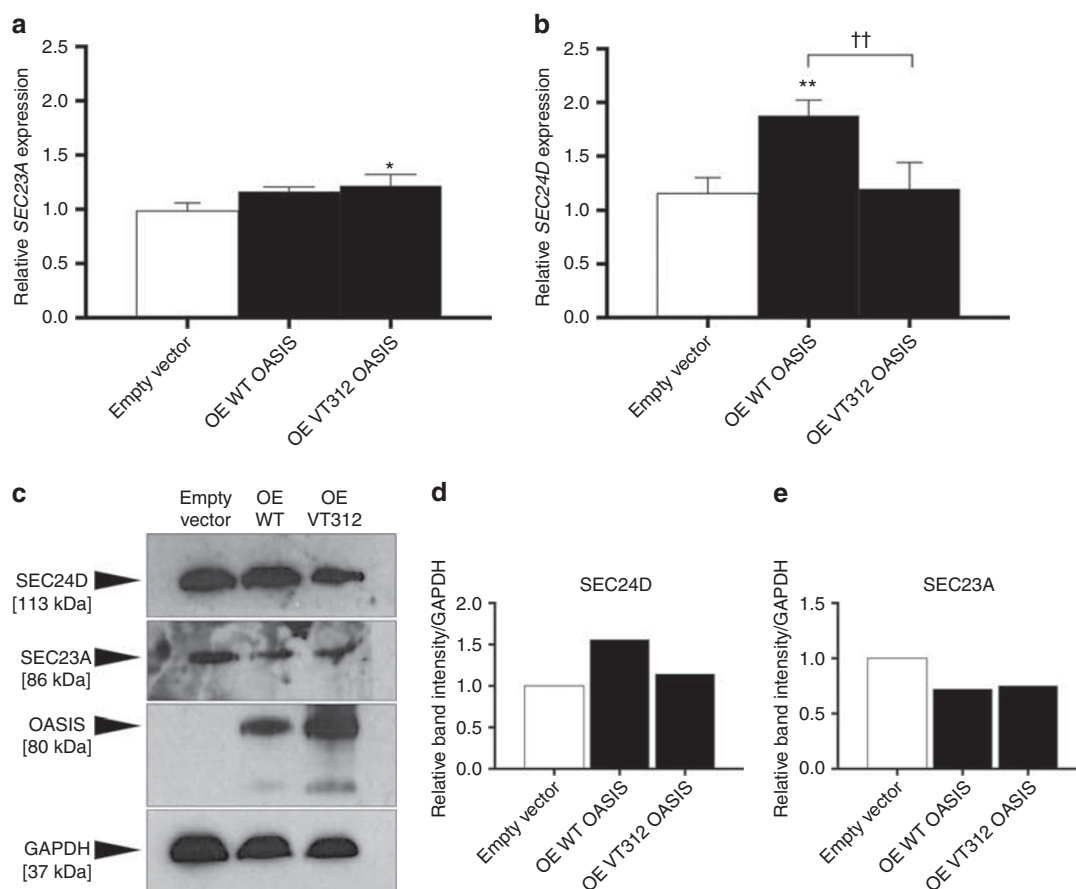 a
2.5
2.0
1.5
1.0
0.5
0.0
Relative SEC23A expression
*
Empty vector
OE WT OASIS
OE VT312 OASIS
b
2.5
2.0
1.5
1.0
0.5
0.0
Relative SEC24D expression
**
††
Empty vector
OE WT OASIS
OE VT312 OASIS
c
Empty
vector
OE
WT
OE
VT312
SEC24D
[113 kDa]
SEC23A
[86 kDa]
OASIS
[80 kDa]
GAPDH
[37 kDa]
d
SEC24D
2.0
1.5
1.0
0.5
0.0
Relative band intensity/GAPDH
Empty vector
OE WT OASIS
OE VT312 OASIS
e
SEC23A
1.5
1.0
0.5
0.0
Relative band intensity/GAPDH
Empty vector
OE WT OASIS
OE VT312 OASIS